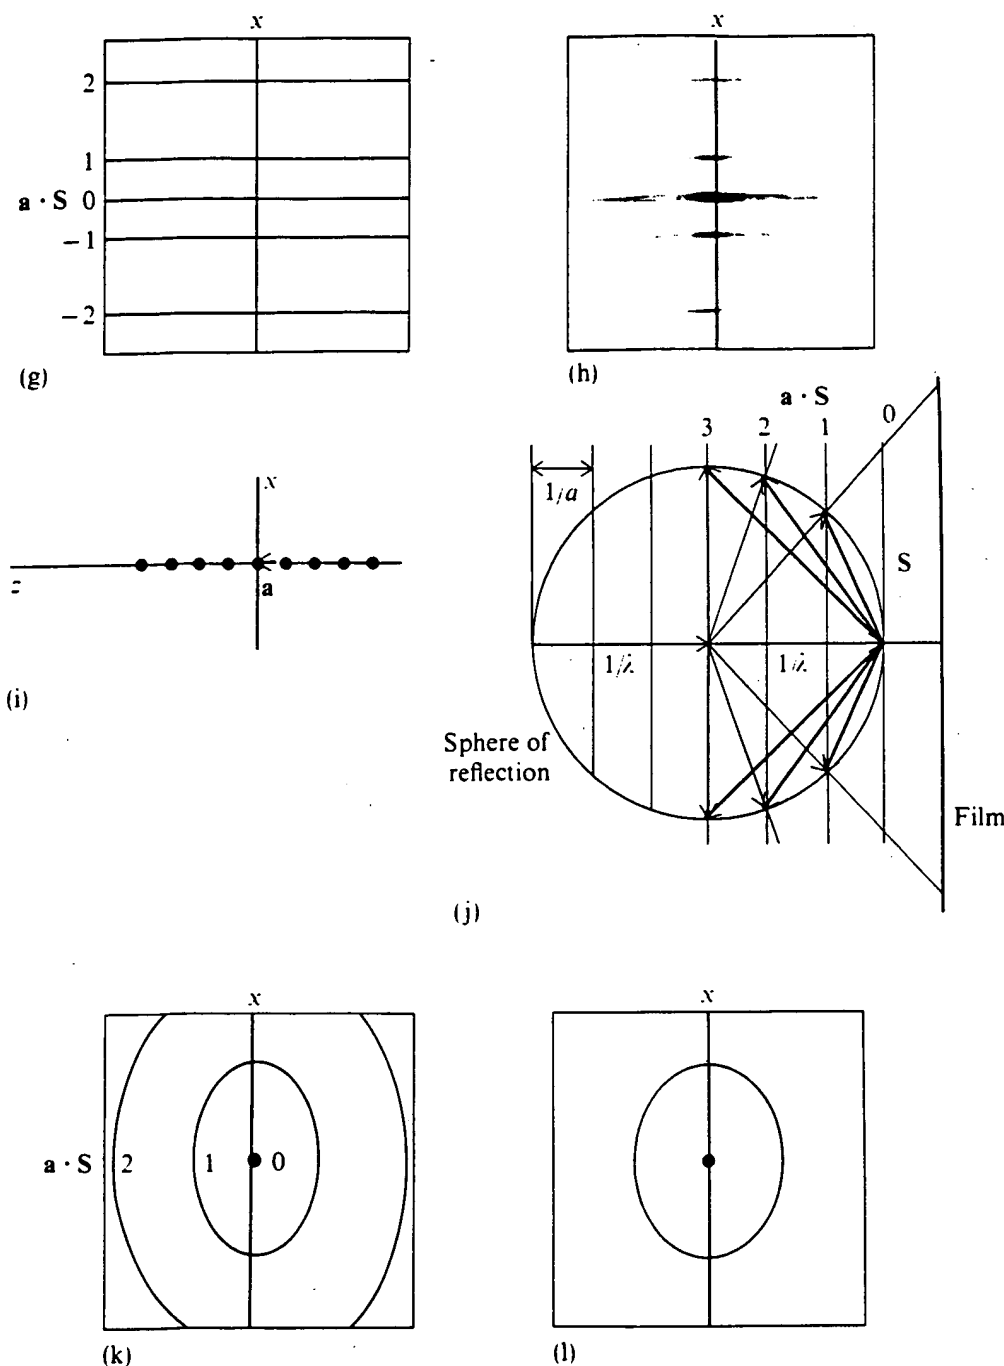 x
2
1
a · S 0
−1
−2
(g)
x
(h)
x
z
a
(i)
a · S
3 2 1 0
1/a
S
1/λ 1/λ
Sphere of
reflection
Film
(j)
x
a · S 2 1 0
(k)
x
(l)